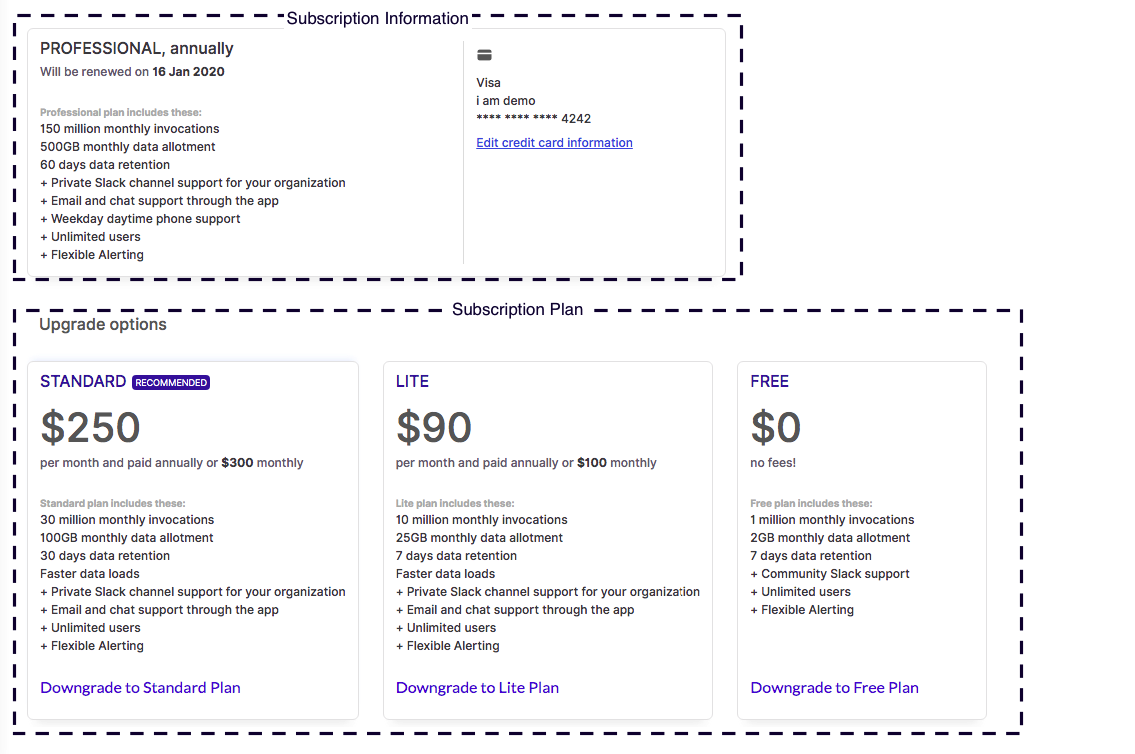 Subscription Information
PROFESSIONAL, annually
Will be renewed on 16 Jan 2020
Professional plan includes these:
150 million monthly invocations
500GB monthly data allotment
60 days data retention
+ Private Slack channel support for your organization
+ Email and chat support through the app
+ Weekday daytime phone support
+ Unlimited users
+ Flexible Alerting
Visa
i am demo
**** **** **** 4242
Edit credit card information
Subscription Plan
Upgrade options
STANDARD RECOMMENDED
$250
per month and paid annually or $300 monthly
Standard plan includes these:
30 million monthly invocations
100GB monthly data allotment
30 days data retention
Faster data loads
+ Private Slack channel support for your organization
+ Email and chat support through the app
+ Unlimited users
+ Flexible Alerting
Downgrade to Standard Plan
LITE
$90
per month and paid annually or $100 monthly
Lite plan includes these:
10 million monthly invocations
25GB monthly data allotment
7 days data retention
Faster data loads
+ Private Slack channel support for your organization
+ Email and chat support through the app
+ Unlimited users
+ Flexible Alerting
Downgrade to Lite Plan
FREE
$0
no fees!
Free plan includes these:
1 million monthly invocations
2GB monthly data allotment
7 days data retention
+ Community Slack support
+ Unlimited users
+ Flexible Alerting
Downgrade to Free Plan